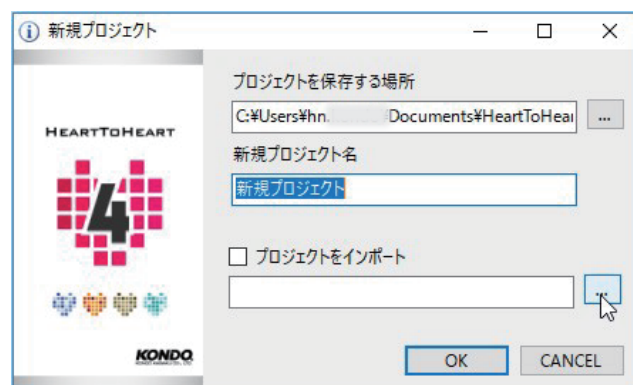 新規プロジェクト
プロジェクトを保存する場所
C:¥Users¥hn. Documents¥HeartToHear
...
新規プロジェクト名
新規プロジェクト
プロジェクトをインポート
...
HEARTTOHEART
4
KONDO
OK
CANCEL